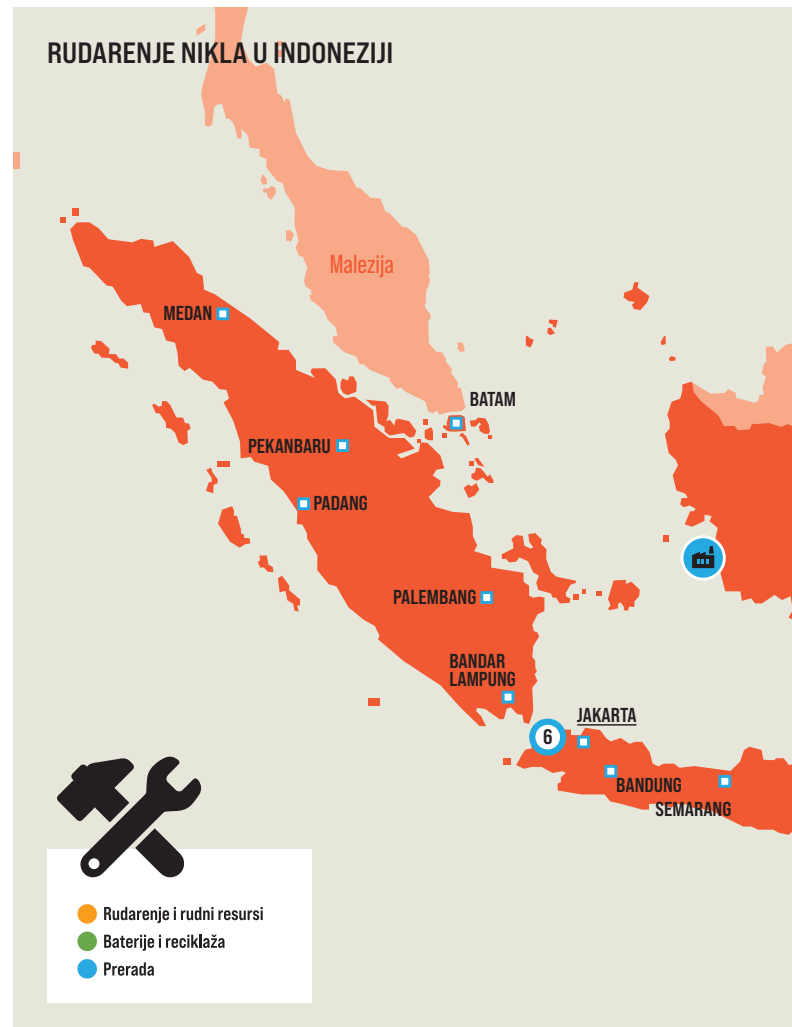 RUDARENJE NIKLA U INDONEZIJI
Malezija
MEDAN
BATAM
PEKANBARU
PADANG
PALEMBANG
BANDAR
LAMPUNG
JAKARTA
6
BANDUNG
SEMARANG
Rudarenje i rudni resursi
Baterije i reciklaža
Prerada